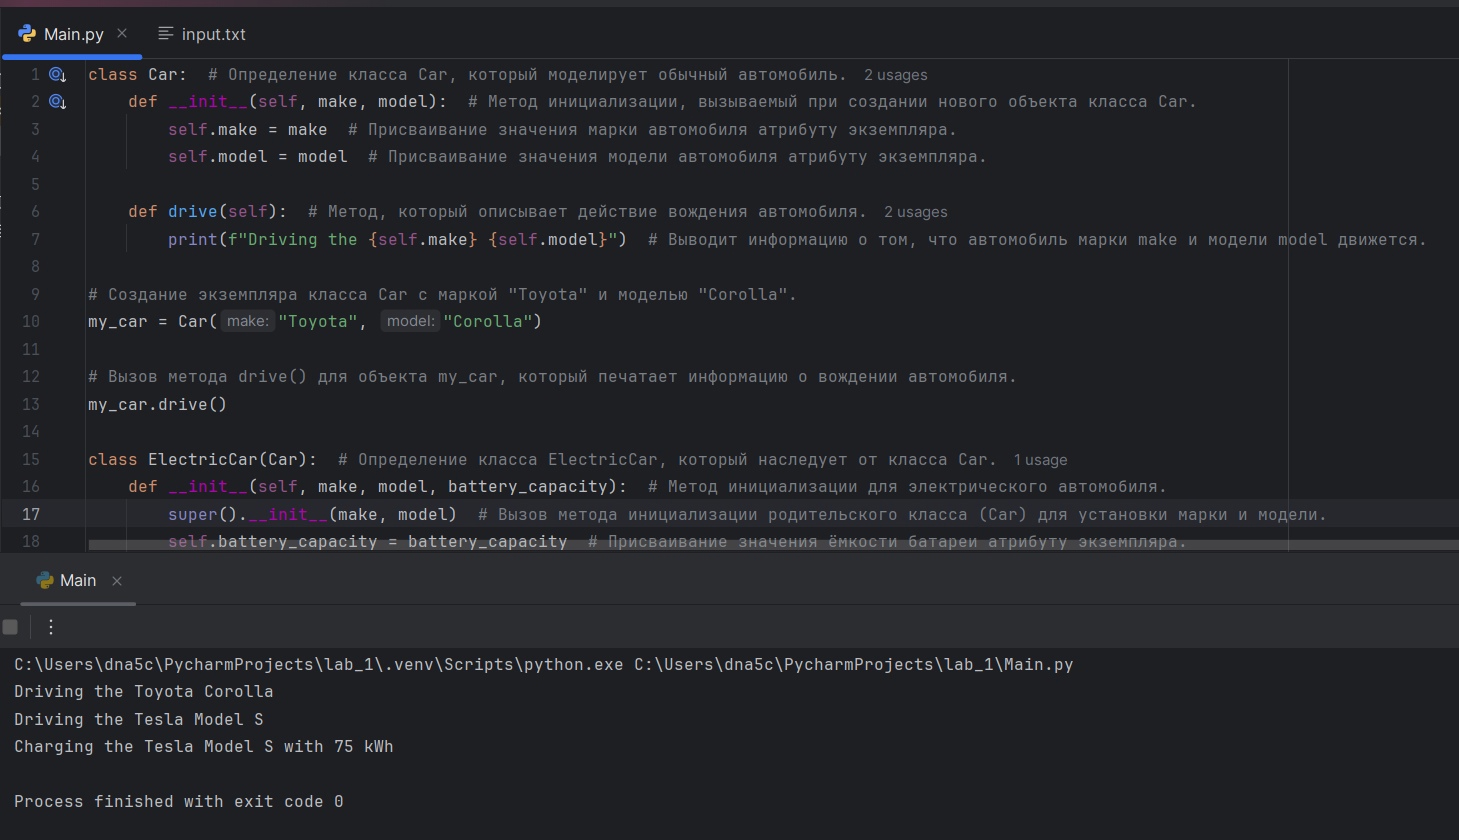 Main.py
input.txt
1 class Car:  # Определение класса Car, который моделирует обычный автомобиль.  2 usages
2     def __init__(self, make, model):  # Метод инициализации, вызываемый при создании нового объекта класса Car.
3         self.make = make  # Присваивание значения марки автомобиля атрибуту экземпляра.
4         self.model = model  # Присваивание значения модели автомобиля атрибуту экземпляра.
5
6     def drive(self):  # Метод, который описывает действие вождения автомобиля.  2 usages
7         print(f"Driving the {self.make} {self.model}")  # Выводит информацию о том, что автомобиль марки make и модели model движется.
8
9 # Создание экземпляра класса Car с маркой "Toyota" и моделью "Corolla".
10 my_car = Car( make: "Toyota",  model: "Corolla")
11
12 # Вызов метода drive() для объекта my_car, который печатает информацию о вождении автомобиля.
13 my_car.drive()
14
15 class ElectricCar(Car):  # Определение класса ElectricCar, который наследует от класса Car.  1 usage
16     def __init__(self, make, model, battery_capacity):  # Метод инициализации для электрического автомобиля.
17         super().__init__(make, model)  # Вызов метода инициализации родительского класса (Car) для установки марки и модели.
18         self.battery_capacity = battery_capacity  # Присваивание значения ёмкости батареи атрибуту экземпляра.
Main
C:\Users\dna5c\PycharmProjects\lab_1\.venv\Scripts\python.exe C:\Users\dna5c\PycharmProjects\lab_1\Main.py
Driving the Toyota Corolla
Driving the Tesla Model S
Charging the Tesla Model S with 75 kWh

Process finished with exit code 0